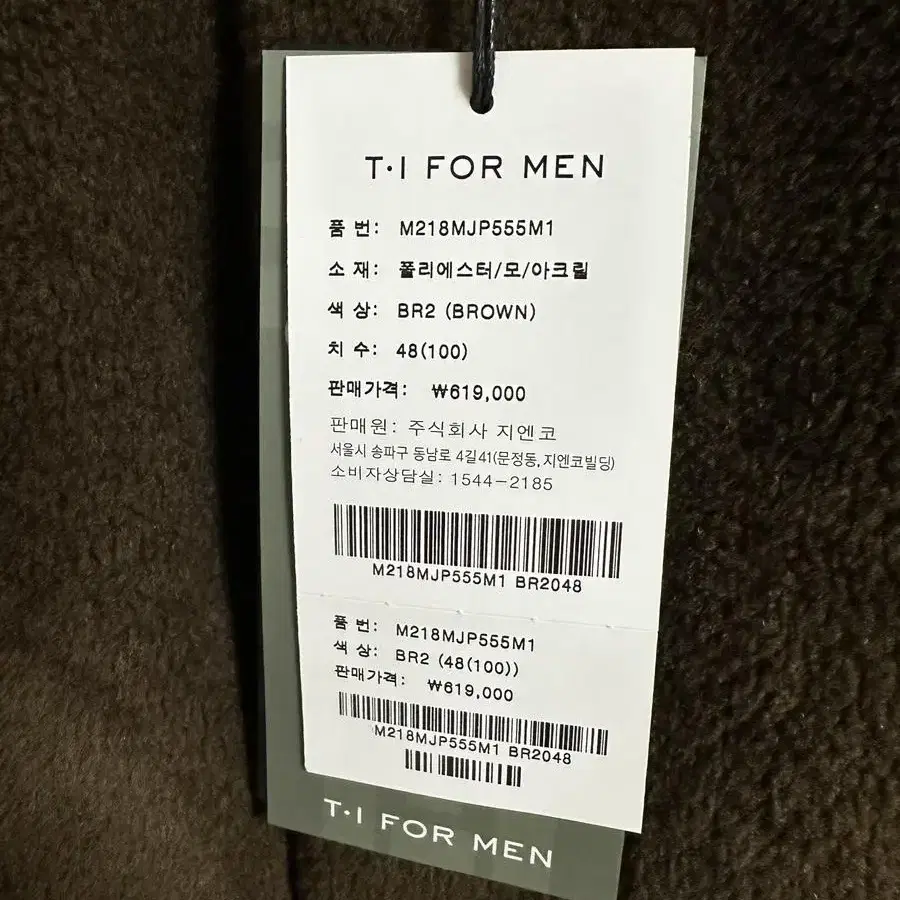 T·I FOR MEN
품 번: M218MJP555M1
소 재: 폴리에스터/모/아크릴
색 상: BR2 (BROWN)
치 수: 48(100)
판매가격: ₩619,000
판매원: 주식회사 지엔코
서울시 송파구 동남로 4길41(문정동,지엔코빌딩)
소비자상담실: 1544-2185
M218MJP555M1 BR2048
품 번: M218MJP555M1
색 상: BR2 (48(100))
판매가격: ₩619,000
M218MJP555M1 BR2048
T·I FOR MEN